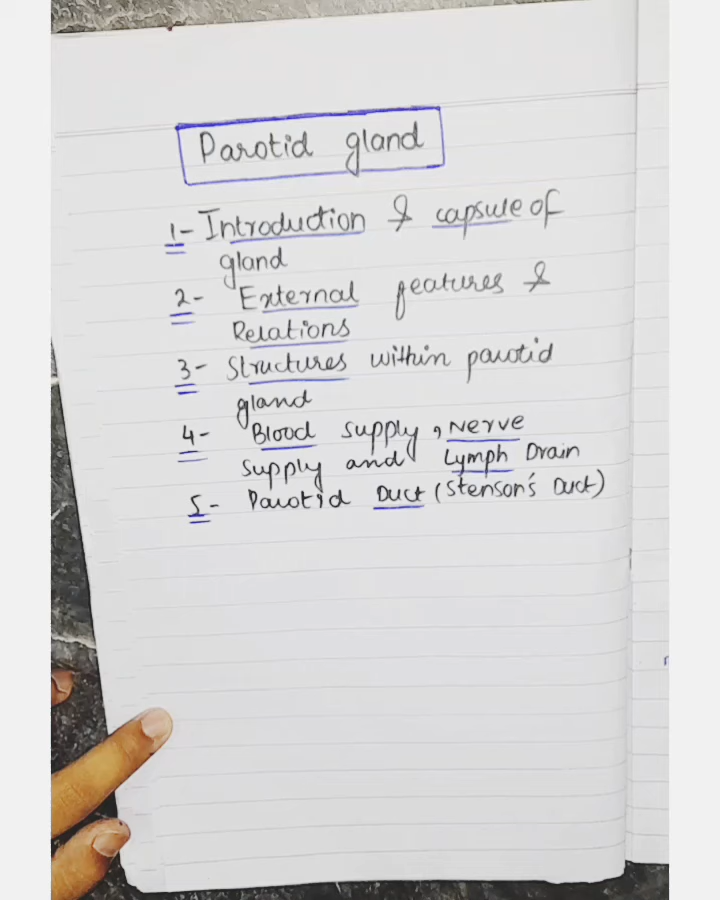 Parotid gland
1- Introduction & capsule of
gland
2- External features &
Relations
3- Structures within parotid
gland
4- Blood supply, Nerve
supply and Lymph Drain
5- Parotid Duct (Stenson's Duct)